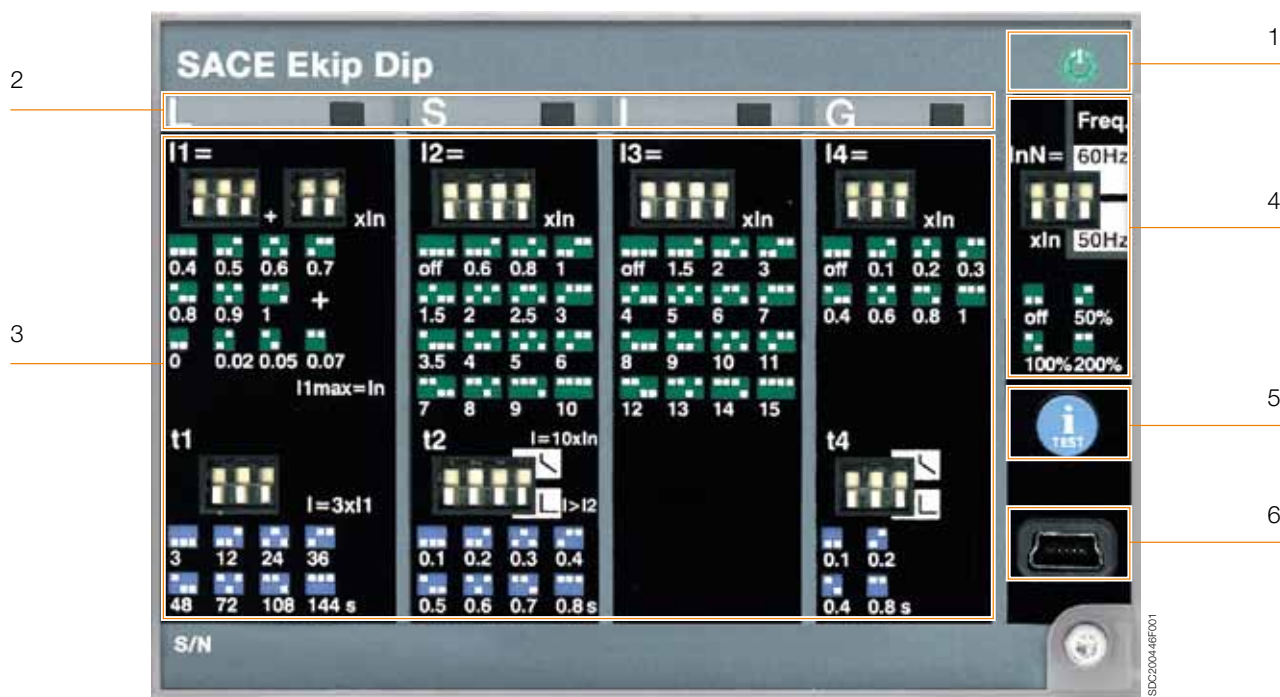 SACE Ekip Dip
1
2
L S I G
Freq.
I1= I2= I3= I4= InN= 60Hz
+ xIn xIn xIn xIn xIn 50Hz
4
0.4 0.5 0.6 0.7
0.8 0.9 1 +
0 0.02 0.05 0.07
I1max=In
off 0.6 0.8 1
1.5 2 2.5 3
3.5 4 5 6
7 8 9 10
off 1.5 2 3
4 5 6 7
8 9 10 11
12 13 14 15
off 0.1 0.2 0.3
0.4 0.6 0.8 1
off 50%
100% 200%
3
5
i
TEST
t1
I=3xI1
3 12 24 36
48 72 108 144 s
t2 I=10xIn
I>I2
0.1 0.2 0.3 0.4
0.5 0.6 0.7 0.8 s
t4
0.1 0.2
0.4 0.8 s
6
S/N
SDC200446F001